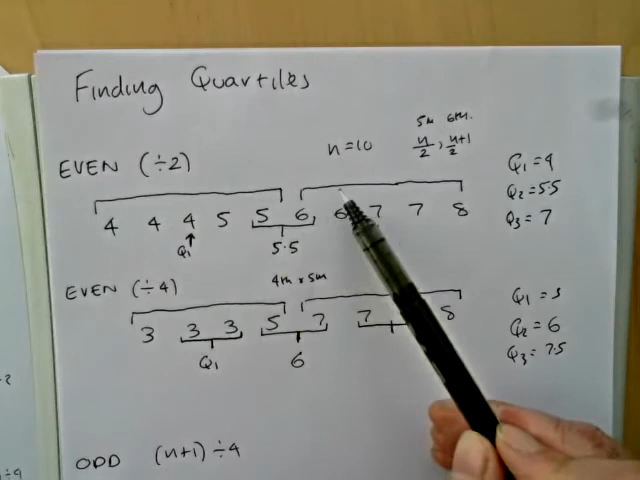 Finding Quartiles
5th 6th.
EVEN (÷2) n=10 n/2, n+1/2
Q1=4
Q2=5.5
Q3=7
4 4 4 5 5 6 6 7 7 8
Q1 5.5
EVEN (÷4) 4th & 5th
Q1=3
Q2=6
Q3=7.5
3 3 3 5 7 7 8
Q1 6
ODD (n+1)÷4